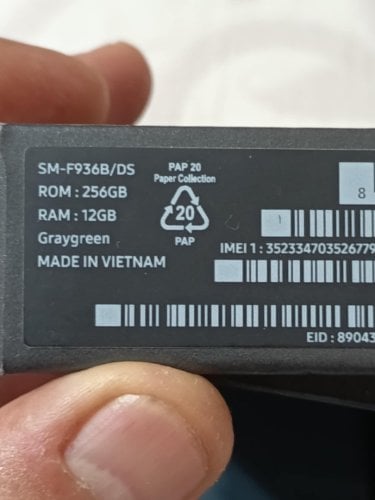 SM-F936B/DS
ROM : 256GB
RAM : 12GB
Graygreen
MADE IN VIETNAM
PAP 20
Paper Collection
20
PAP
8
IMEI 1 : 352334703526779
EID : 89043